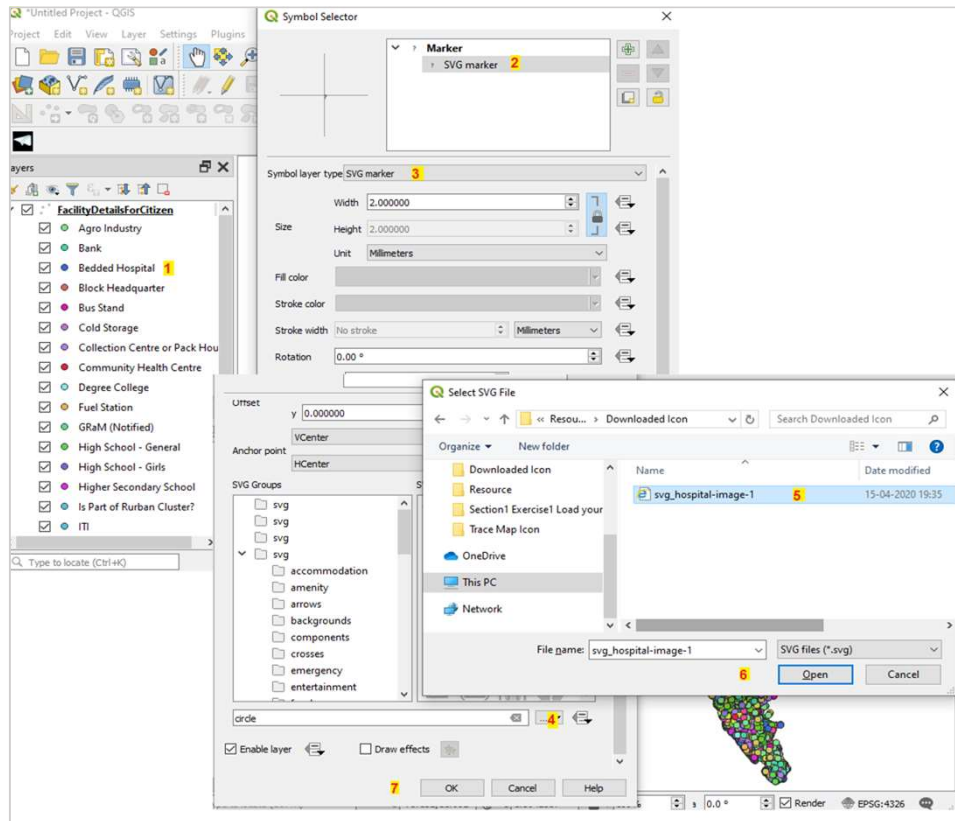 *Untitled Project - QGIS
Project Edit View Layer Settings Plugins
ayers
FacilityDetailsForCitizen
Agro Industry
Bank
Bedded Hospital 1
Block Headquarter
Bus Stand
Cold Storage
Collection Centre or Pack Hou
Community Health Centre
Degree College
Fuel Station
GRaM (Notified)
High School - General
High School - Girls
Higher Secondary School
Is Part of Rurban Cluster?
ITI
Type to locate (Ctrl+K)
Symbol Selector
Marker
SVG marker 2
Symbol layer type SVG marker 3
Size
Width 2.000000
Height 2.000000
Unit Millimeters
Fill color
Stroke color
Stroke width No stroke Millimeters
Rotation 0.00 °
Offset
y 0.000000
Anchor point
VCenter
HCenter
SVG Groups
svg
svg
svg
svg
accommodation
amenity
arrows
backgrounds
components
crosses
emergency
entertainment
circle ...4
Enable layer Draw effects
7 OK Cancel Help
Select SVG File
« Resou... > Downloaded Icon Search Downloaded Icon
Organize New folder
Downloaded Icon
Resource
Section1 Exercise1 Load your
Trace Map Icon
OneDrive
This PC
Network
Name Date modified
svg_hospital-image-1 5 15-04-2020 19:35
File name: svg_hospital-image-1 SVG files (*.svg)
6 Open Cancel
0.0 ° Render EPSG:4326